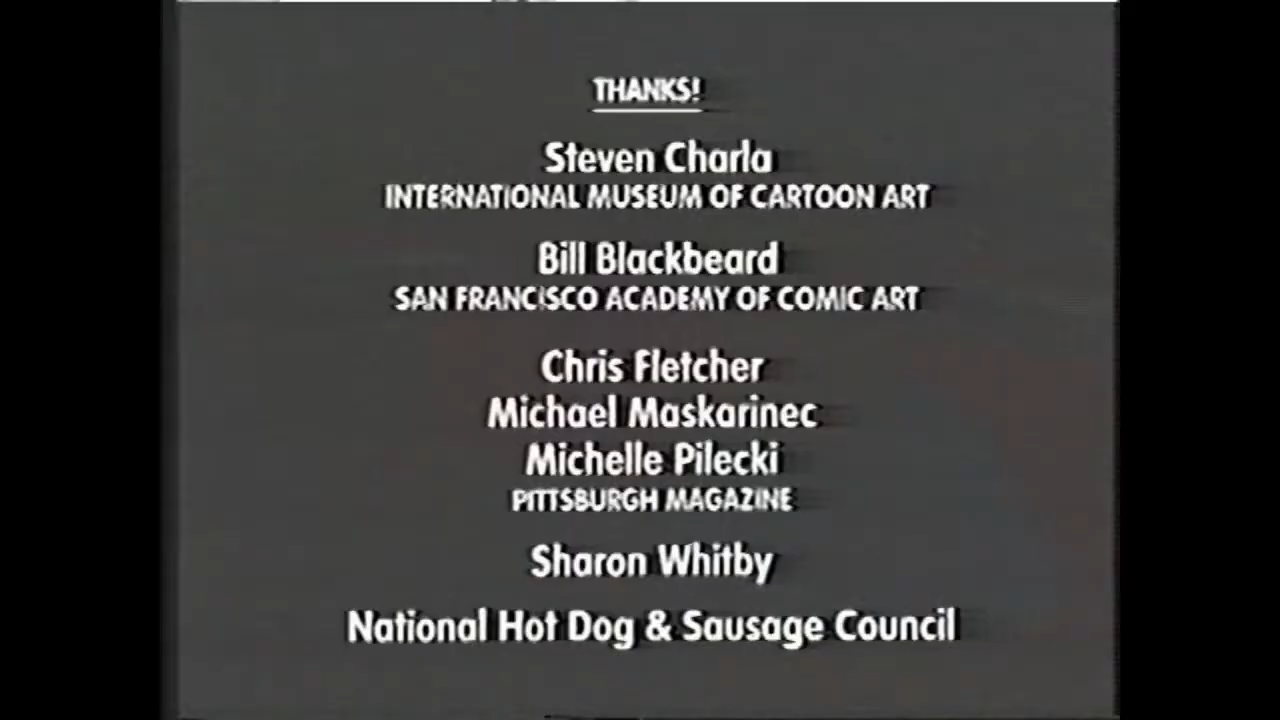 THANKS!
Steven Charla
INTERNATIONAL MUSEUM OF CARTOON ART
Bill Blackbeard
SAN FRANCISCO ACADEMY OF COMIC ART
Chris Fletcher
Michael Maskarinec
Michelle Pilecki
PITTSBURGH MAGAZINE
Sharon Whitby
National Hot Dog & Sausage Council